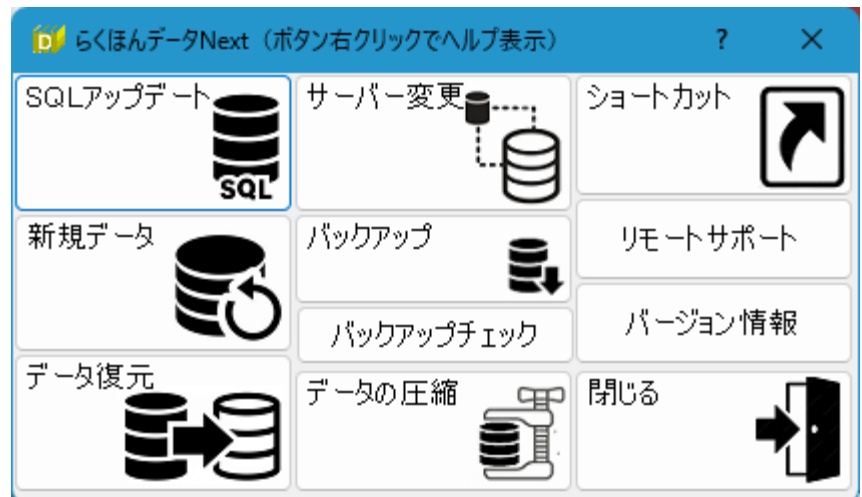 らくほんデータNext（ボタン右クリックでヘルプ表示）
SQLアップデート
SQL
サーバー変更
ショートカット
新規データ
バックアップ
リモートサポート
バックアップチェック
バージョン情報
データ復元
データの圧縮
閉じる